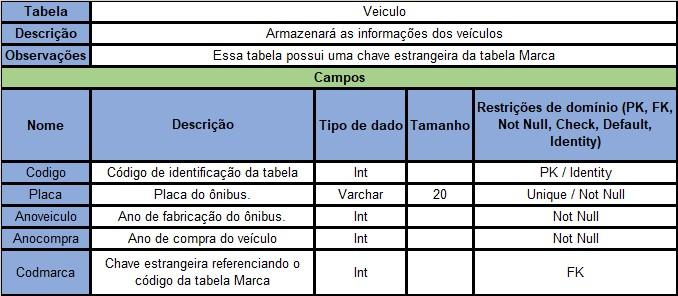 Tabela Veiculo
Descrição Armazenará as informações dos veículos
Observações Essa tabela possui uma chave estrangeira da tabela Marca
Campos
Nome Descrição Tipo de dado Tamanho Restrições de domínio (PK, FK,
Not Null, Check, Default,
Identity)
Codigo Código de identificação da tabela Int PK / Identity
Placa Placa do ônibus. Varchar 20 Unique / Not Null
Anoveiculo Ano de fabricação do ônibus. Int Not Null
Anocompra Ano de compra do veículo Int Not Null
Codmarca Chave estrangeira referenciando o
código da tabela Marca Int FK